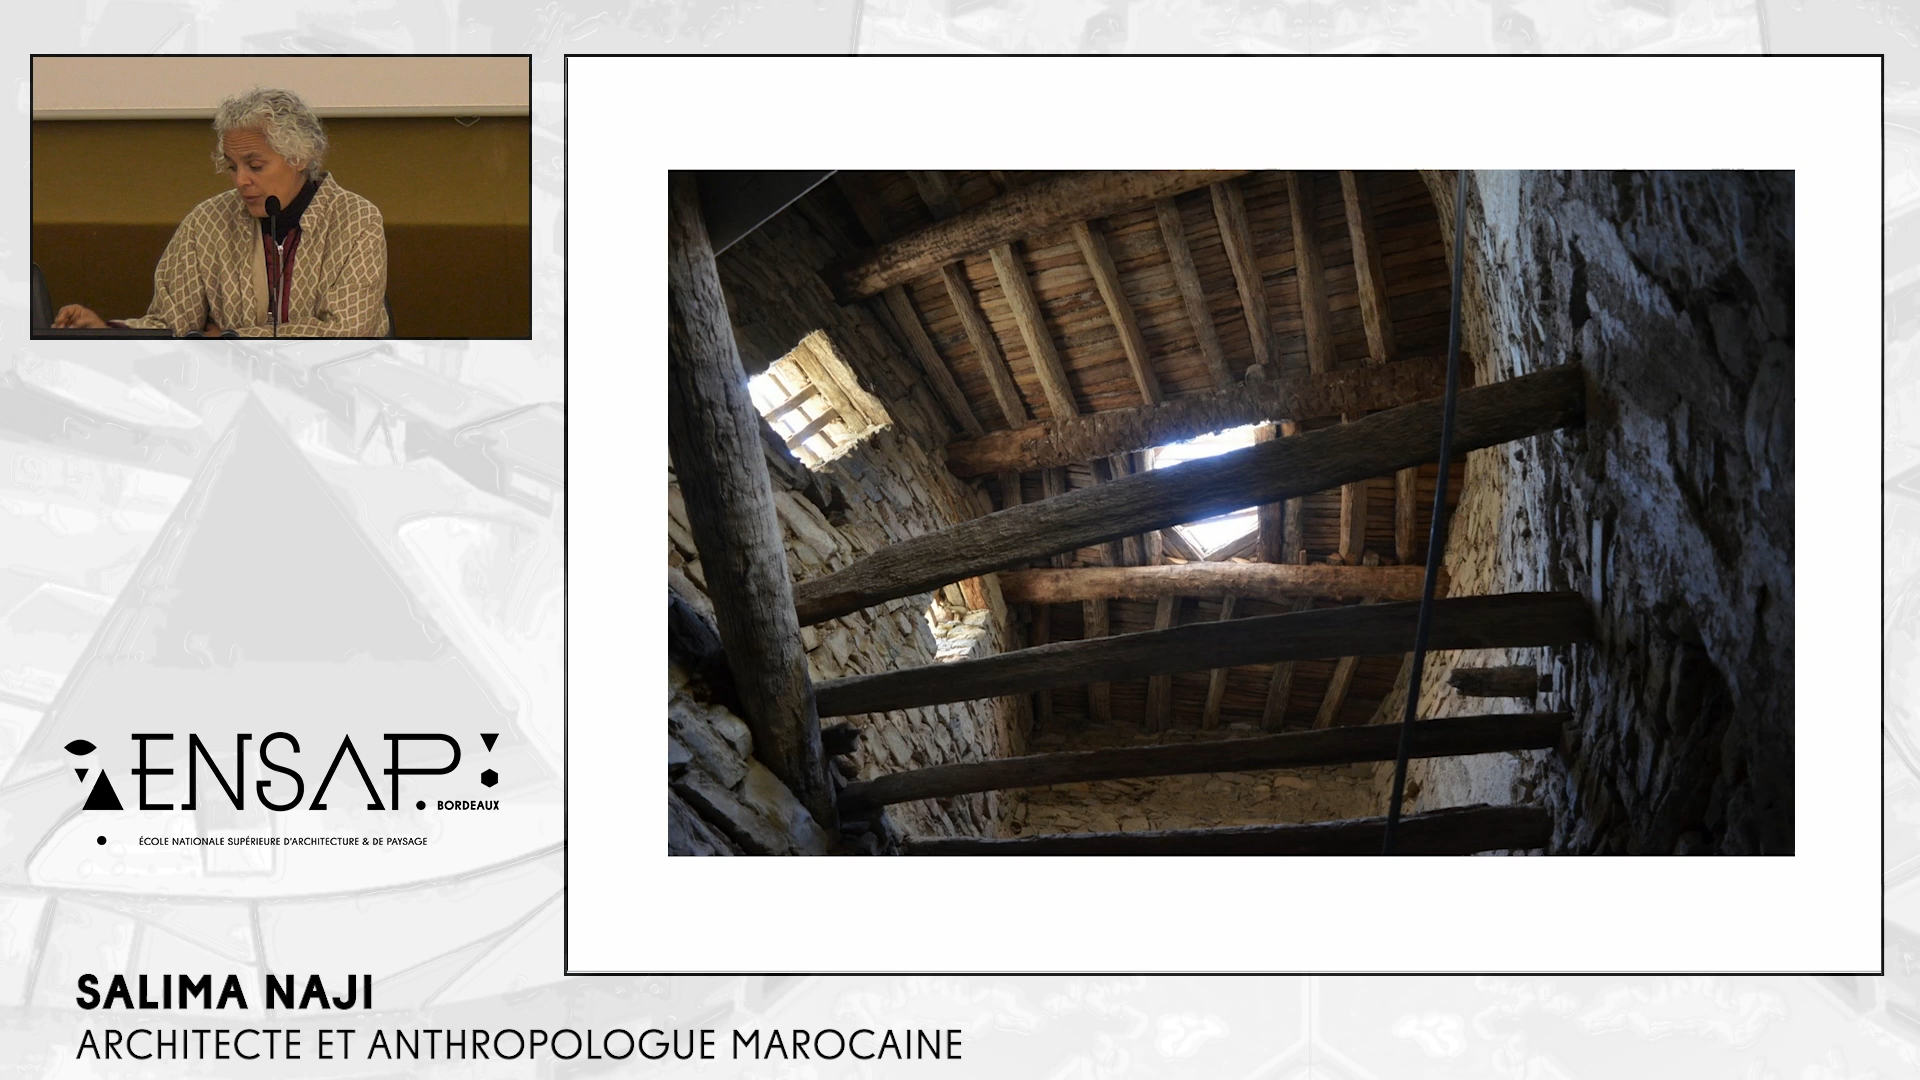 ENSAP.
BORDEAUX
ÉCOLE NATIONALE SUPÉRIEURE D'ARCHITECTURE & DE PAYSAGE
SALIMA NAJI
ARCHITECTE ET ANTHROPOLOGUE MAROCAINE